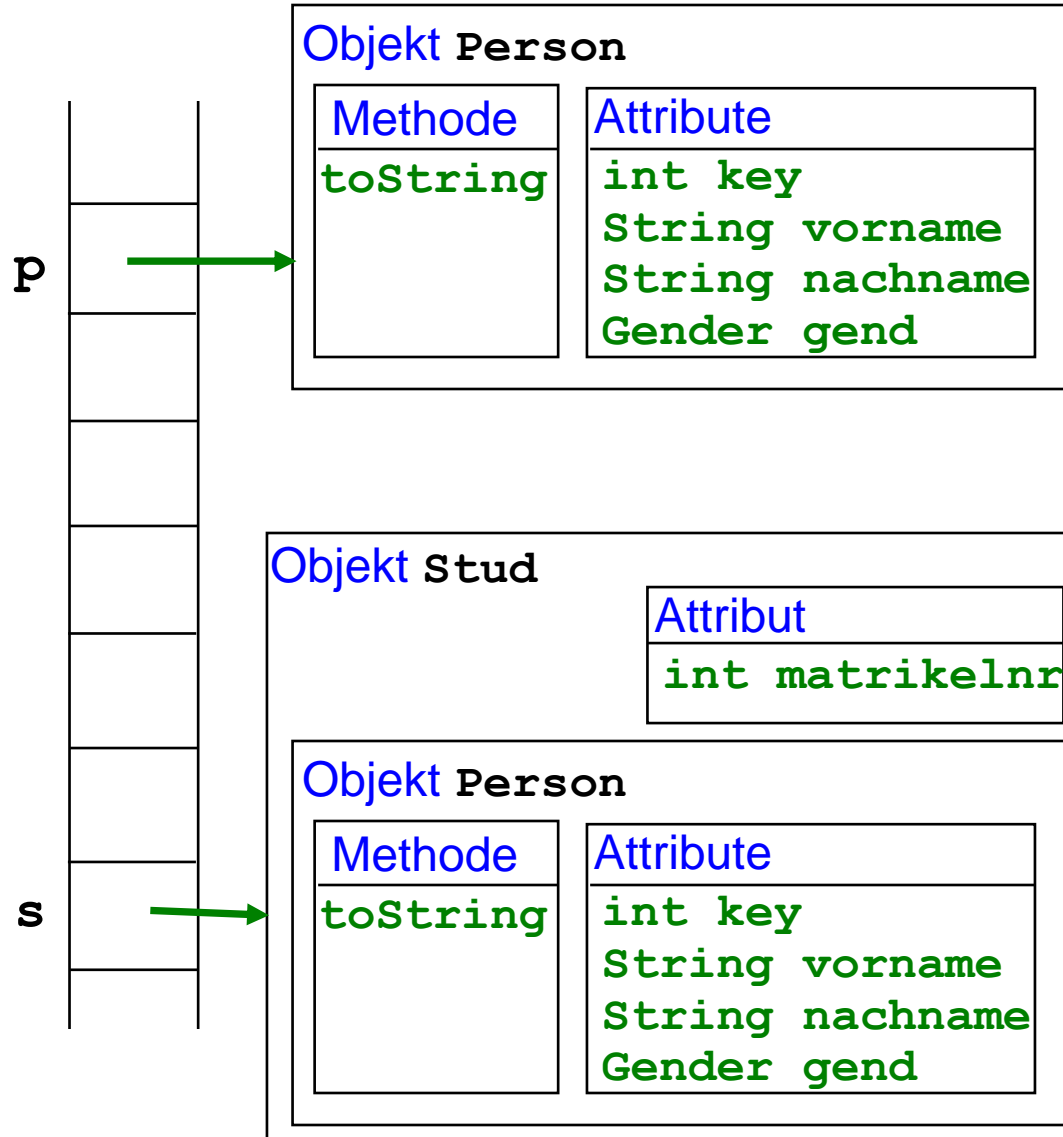 Objekt Person
Methode
toString
Attribute
int key
String vorname
String nachname
Gender gend
p
Objekt Stud
Attribut
int matrikelnr
Objekt Person
Methode
toString
Attribute
int key
String vorname
String nachname
Gender gend
s